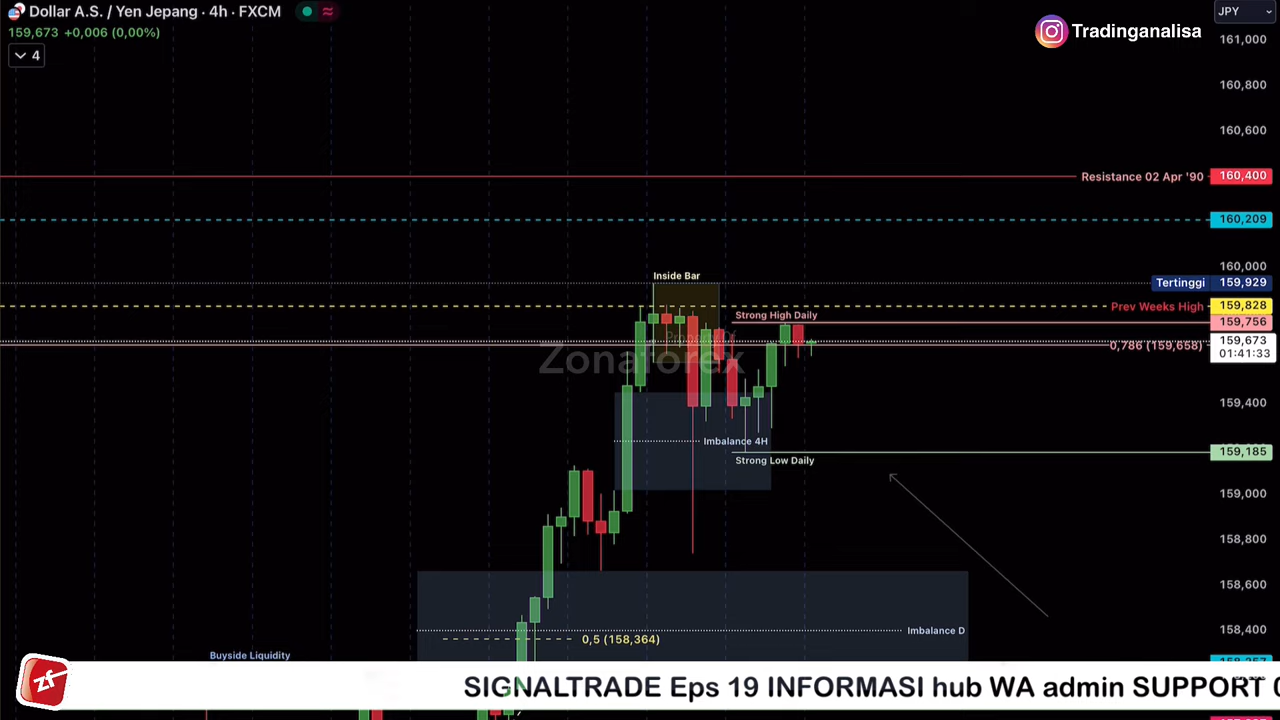 Dollar A.S. / Yen Jepang · 4h · FXCM
JPY
159,673 +0,006 (0,00%)
Tradinganalisa
4
161,000
160,800
160,600
Resistance 02 Apr '90 160,400
160,209
160,000
Inside Bar
Tertinggi 159,929
Prev Weeks High 159,828
Strong High Daily 159,756
159,673
0,786 (159,658) 01:41:33
Zonaforex
159,400
Imbalance 4H
159,185
Strong Low Daily
159,000
158,800
158,600
Imbalance D 158,400
0,5 (158,364)
Buyside Liquidity
zf
SIGNALTRADE Eps 19 INFORMASI hub WA admin SUPPORT